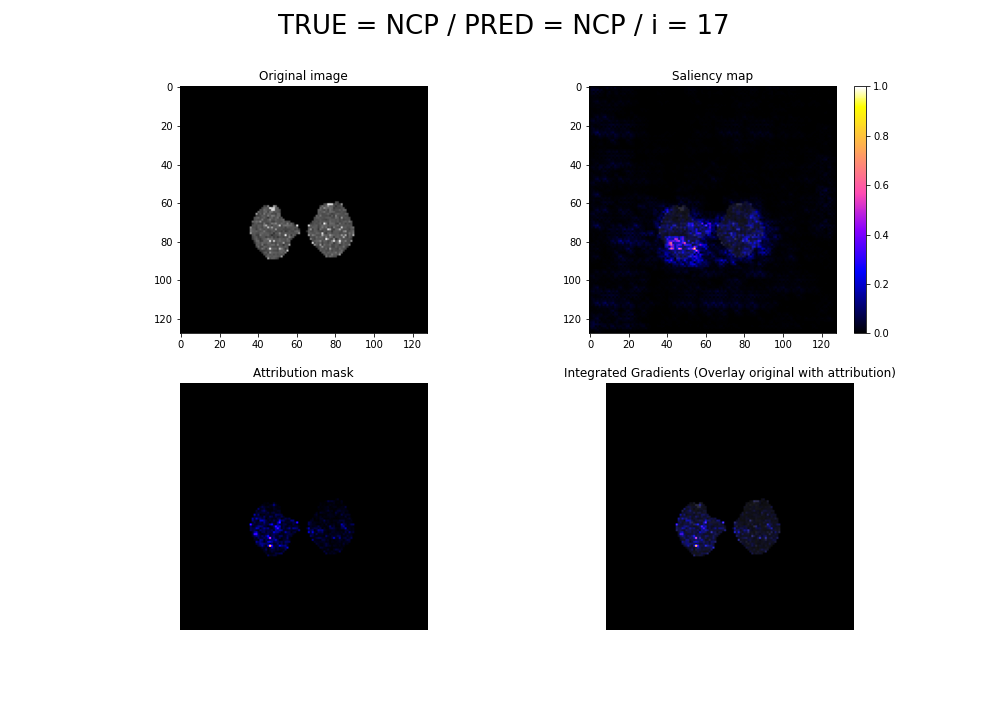 TRUE = NCP / PRED = NCP / i = 17
Original image
Saliency map
0
20
40
60
80
100
120
0 20 40 60 80 100 120
0
20
40
60
80
100
120
0 20 40 60 80 100 120
1.0
0.8
0.6
0.4
0.2
0.0
Attribution mask
Integrated Gradients (Overlay original with attribution)